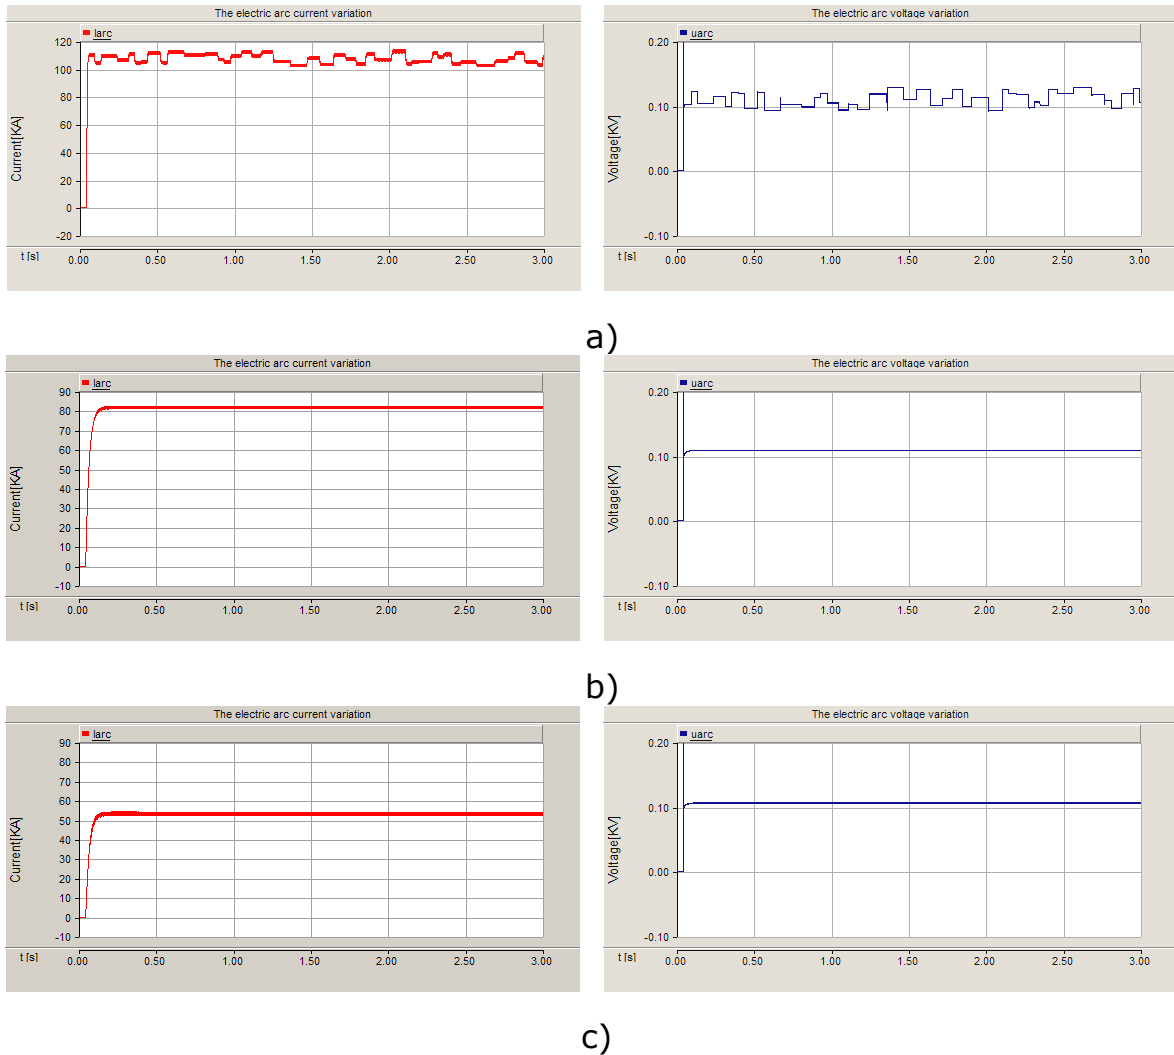 The electric arc current variation
Iarc
Current[KA]
120
100
80
60
40
20
0
-20
t [s]
0.00 0.50 1.00 1.50 2.00 2.50 3.00
The electric arc voltage variation
uarc
Voltage[KV]
0.20
0.10
0.00
-0.10
t [s]
0.00 0.50 1.00 1.50 2.00 2.50 3.00
a)
The electric arc current variation
Iarc
Current[KA]
90
80
70
60
50
40
30
20
10
0
-10
t [s]
0.00 0.50 1.00 1.50 2.00 2.50 3.00
The electric arc voltage variation
uarc
Voltage[KV]
0.20
0.10
0.00
-0.10
t [s]
0.00 0.50 1.00 1.50 2.00 2.50 3.00
b)
The electric arc current variation
Iarc
Current[KA]
90
80
70
60
50
40
30
20
10
0
-10
t [s]
0.00 0.50 1.00 1.50 2.00 2.50 3.00
The electric arc voltage variation
uarc
Voltage[KV]
0.20
0.10
0.00
-0.10
t [s]
0.00 0.50 1.00 1.50 2.00 2.50 3.00
c)